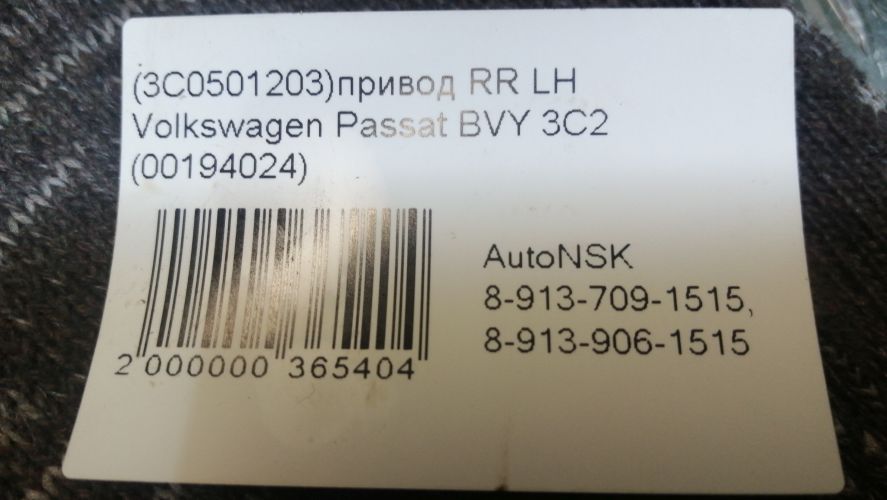 (3C0501203)привод RR LH
Volkswagen Passat BVY 3C2
(00194024)
AutoNSK
8-913-709-1515,
8-913-906-1515
2 000000 365404